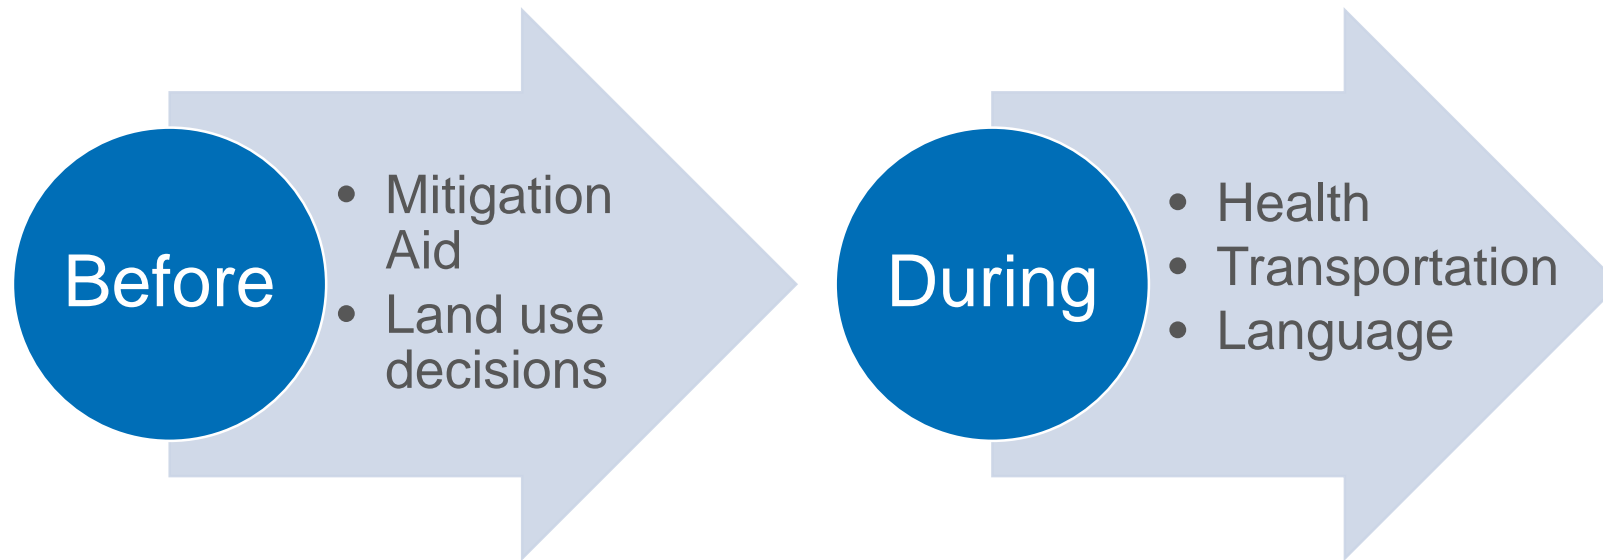 Before
• Mitigation
Aid
• Land use
decisions
During
• Health
• Transportation
• Language